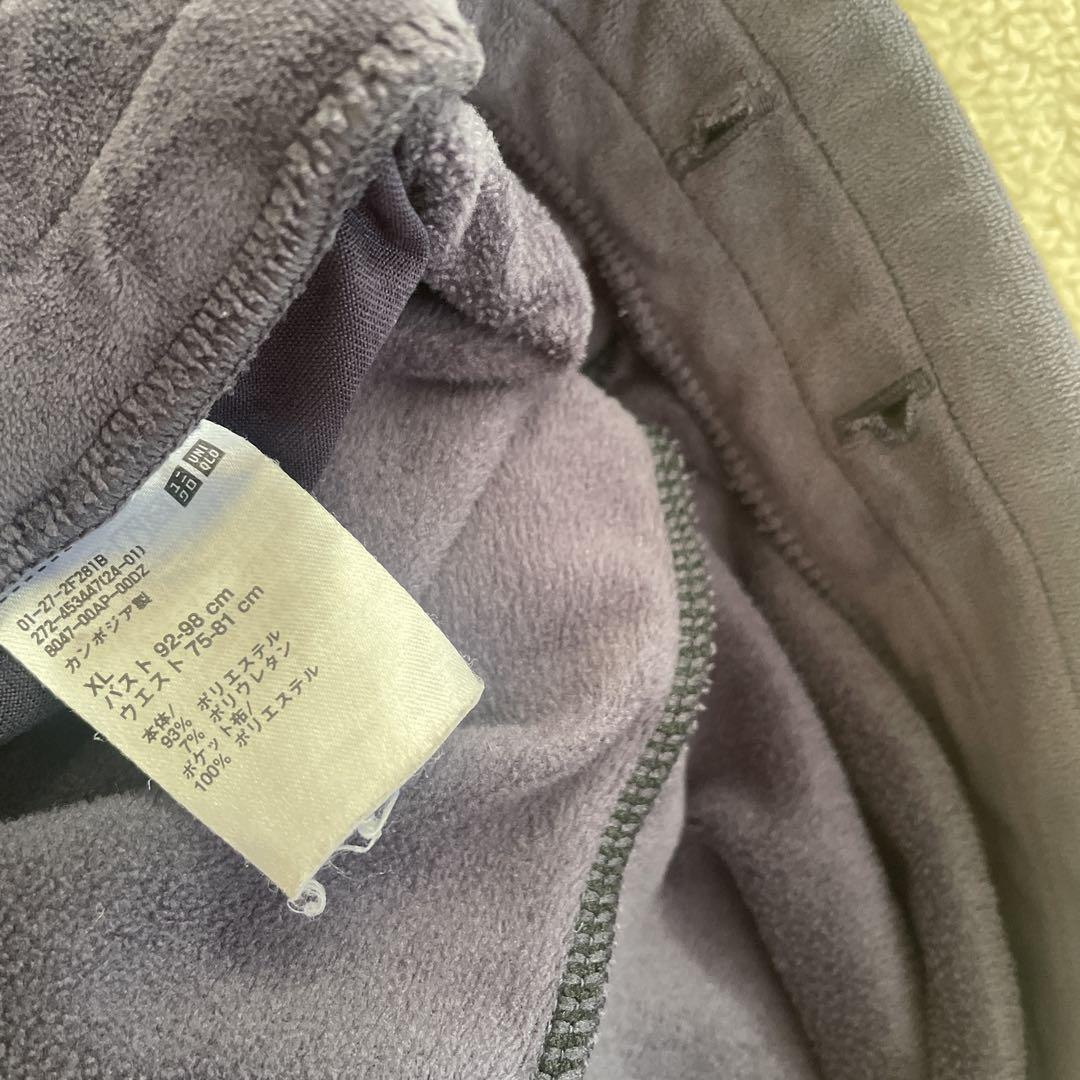 ユニクロ
UNIQLO
01-27-2F281B
272-453447(24-01)
8047-00AP-00DZ
カンボジア製
XL
バスト 92-98 cm
ウエスト 75-81 cm
本体/
93% ポリエステル
7% ポリウレタン
ポケット布/
100% ポリエステル